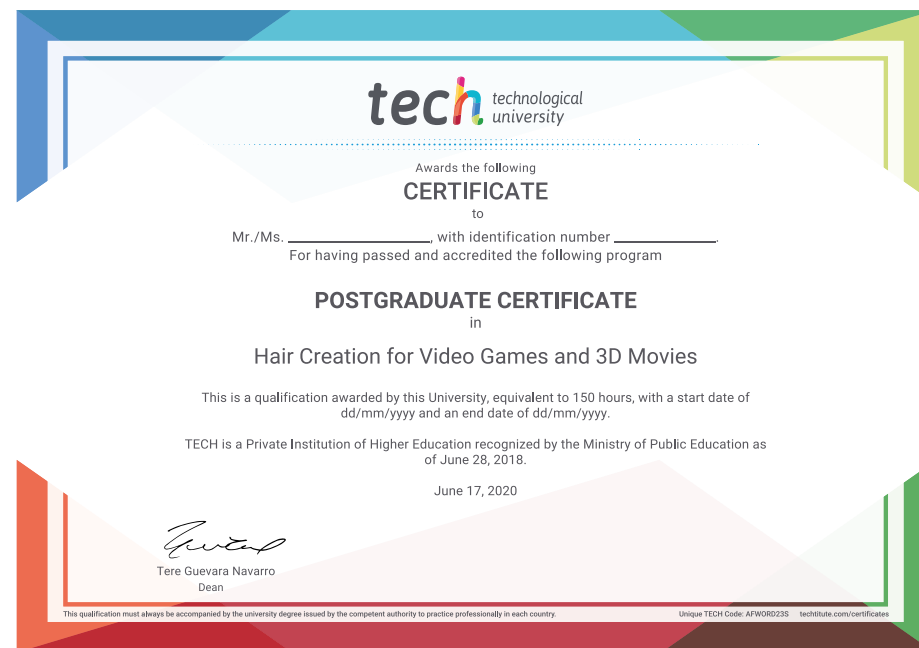 tech technological
university
Awards the following
CERTIFICATE
to
Mr./Ms. ____________________, with identification number ______________.
For having passed and accredited the following program
POSTGRADUATE CERTIFICATE
in
Hair Creation for Video Games and 3D Movies
This is a qualification awarded by this University, equivalent to 150 hours, with a start date of
dd/mm/yyyy and an end date of dd/mm/yyyy.
TECH is a Private Institution of Higher Education recognized by the Ministry of Public Education as
of June 28, 2018.
June 17, 2020
Tere Guevara Navarro
Dean
This qualification must always be accompanied by the university degree issued by the competent authority to practice professionally in each country. Unique TECH Code: AFWORD23S techtitute.com/certificates